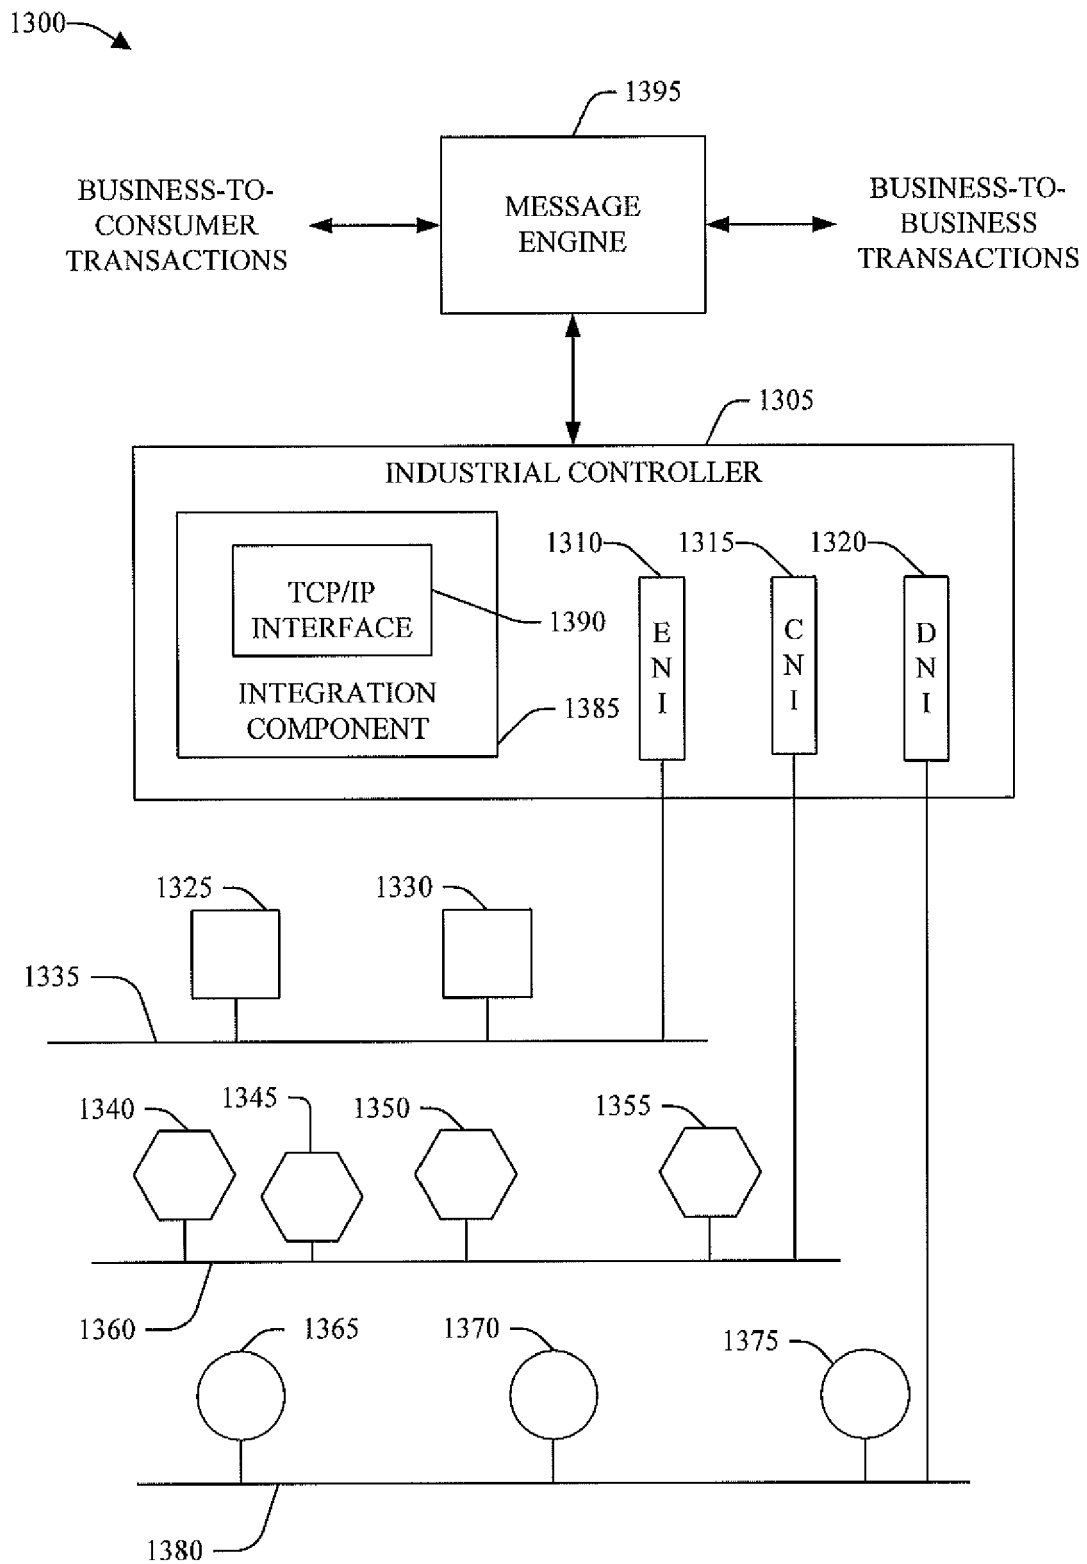 1300
1395
BUSINESS-TO-
CONSUMER
TRANSACTIONS
MESSAGE
ENGINE
BUSINESS-TO-
BUSINESS
TRANSACTIONS
1305
INDUSTRIAL CONTROLLER
TCP/IP
INTERFACE
1390
INTEGRATION
COMPONENT
1385
1310
E
N
I
1315
C
N
I
1320
D
N
I
1325
1330
1335
1340
1345
1350
1355
1360
1365
1370
1375
1380